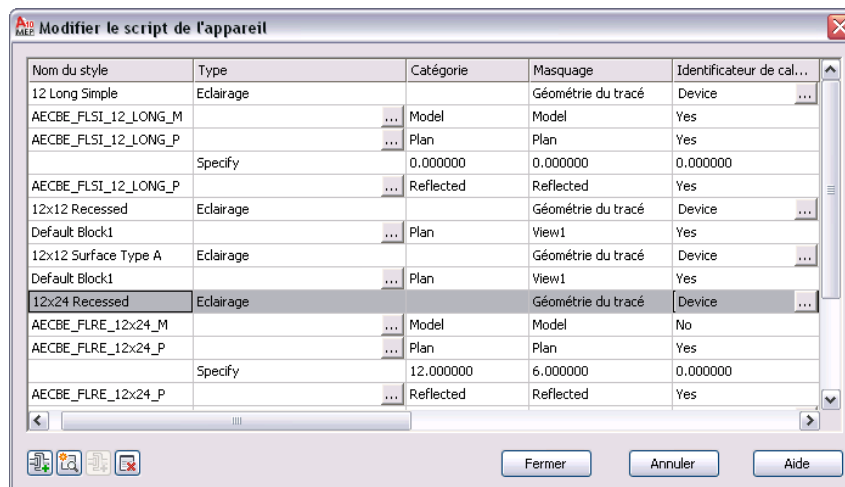 A10 MEP Modifier le script de l'appareil
Nom du style Type Catégorie Masquage Identificateur de cal...
12 Long Simple Eclairage Géométrie du tracé Device ...
AECBE_FLSI_12_LONG_M ... Model Model Yes
AECBE_FLSI_12_LONG_P ... Plan Plan Yes
Specify 0.000000 0.000000 0.000000
AECBE_FLSI_12_LONG_P ... Reflected Reflected Yes
12x12 Recessed Eclairage Géométrie du tracé Device ...
Default Block1 ... Plan View1 Yes
12x12 Surface Type A Eclairage Géométrie du tracé Device ...
Default Block1 ... Plan View1 Yes
12x24 Recessed Eclairage Géométrie du tracé Device ...
AECBE_FLRE_12x24_M ... Model Model No
AECBE_FLRE_12x24_P ... Plan Plan Yes
Specify 12.000000 6.000000 0.000000
AECBE_FLRE_12x24_P ... Reflected Reflected Yes
Fermer Annuler Aide